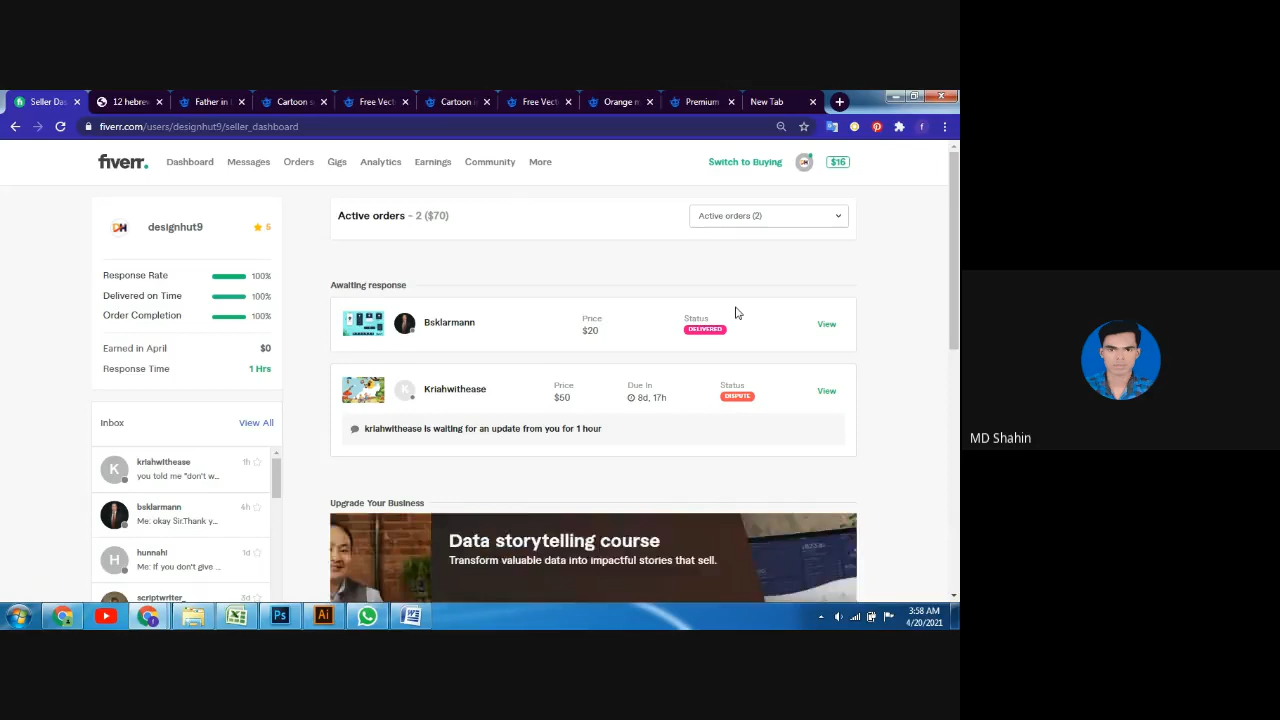 Seller Das
12 hebrew
Father in l
Cartoon s
Free Vect
Cartoon i
Free Vect
Orange m
Premium
New Tab
fiverr.com/users/designhut9/seller_dashboard
fiverr.
Dashboard
Messages
Orders
Gigs
Analytics
Earnings
Community
More
Switch to Buying
$16
DH
designhut9
5
Response Rate
100%
Delivered on Time
100%
Order Completion
100%
Earned in April
$0
Response Time
1 Hrs
Inbox
View All
kriahwithease
1h
you told me "don't w...
bsklarmann
4h
Me: okay Sir.Thank y...
hunnahl
1d
Me: If you don't give ...
scriptwriter_
3d
Active orders - 2 ($70)
Active orders (2)
Awaiting response
Bsklarmann
Price
$20
Status
DELIVERED
View
Kriahwithease
Price
$50
Due In
8d, 17h
Status
DISPUTE
View
kriahwithease is waiting for an update from you for 1 hour
Upgrade Your Business
Data storytelling course
Transform valuable data into impactful stories that sell.
3:58 AM
4/20/2021
MD Shahin